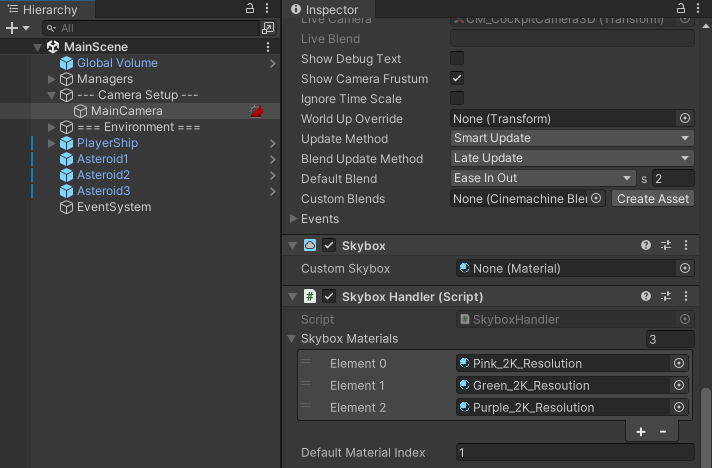 Hierarchy
All
MainScene
Global Volume
Managers
--- Camera Setup ---
MainCamera
=== Environment ===
PlayerShip
Asteroid1
Asteroid2
Asteroid3
EventSystem
Inspector
Live Camera CM_CockpitCamera3D (Transform)
Live Blend
Show Debug Text
Show Camera Frustum
Ignore Time Scale
World Up Override None (Transform)
Update Method Smart Update
Blend Update Method Late Update
Default Blend Ease In Out s 2
Custom Blends None (Cinemachine Blen Create Asset
Events
Skybox
Custom Skybox None (Material)
# Skybox Handler (Script)
Script # SkyboxHandler
Skybox Materials 3
Element 0 Pink_2K_Resolution
Element 1 Green_2K_Resoution
Element 2 Purple_2K_Resolution
+ -
Default Material Index 1